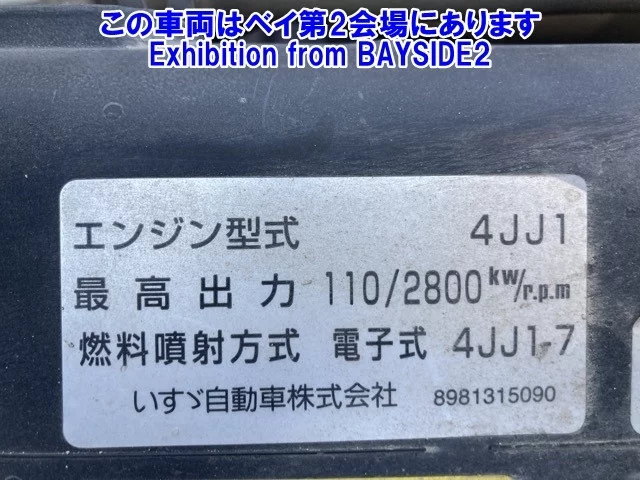 この車両はベイ第2会場にあります
Exhibition from BAYSIDE2
エンジン型式 4JJ1
最高出力 110/2800 kw/r.p.m
燃料噴射方式 電子式 4JJ1-7
いすゞ自動車株式会社 8981315090